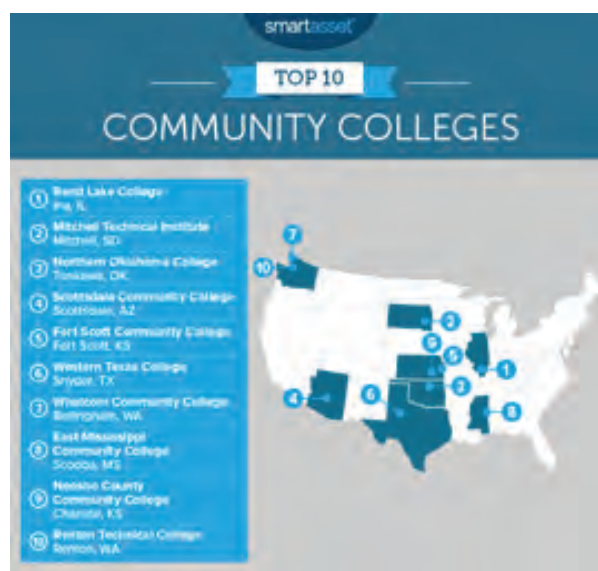 smartasset
TOP 10
COMMUNITY COLLEGES
1 Rend Lake College
Ina, IL
2 Mitchell Technical Institute
Mitchell, SD
3 Northern Oklahoma College
Tonkawa, OK
4 Scottsdale Community College
Scottsdale, AZ
5 Fort Scott Community College
Fort Scott, KS
6 Western Texas College
Snyder, TX
7 Whatcom Community College
Bellingham, WA
8 East Mississippi
Community College
Scooba, MS
9 Neosho County
Community College
Chanute, KS
10 Renton Technical College
Renton, WA
7
10
2
9
5
1
3
4
6
8